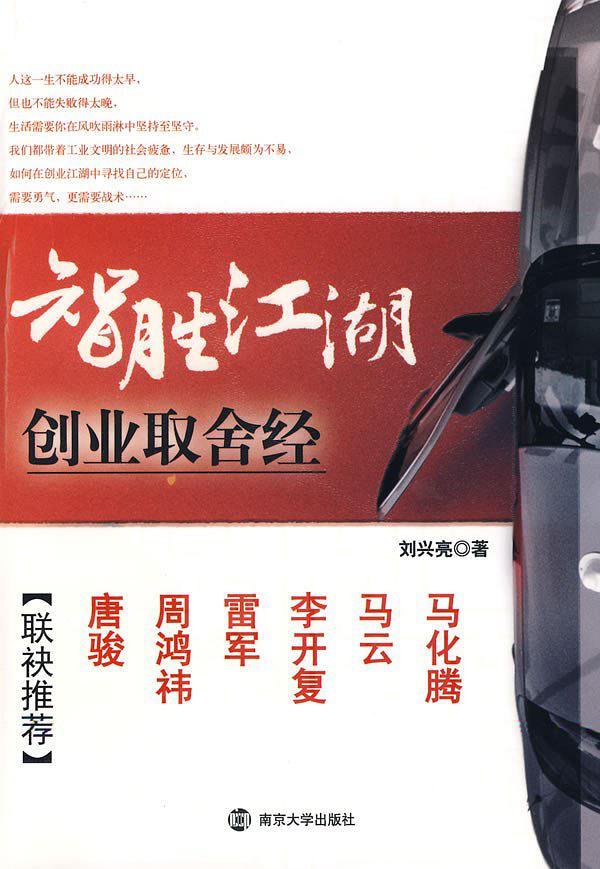 人这一生不能成功得太早，
但也不能失败得太晚，
生活需要你在风吹雨淋中坚持至坚守。
我们都带着工业文明的社会疲惫，生存与发展颇为不易，
如何在创业江湖中寻找自己的定位，
需要勇气，更需要战术……
智胜江湖
创业取舍经
刘兴亮◎著
马化腾
马云
李开复
雷军
周鸿祎
唐骏
【联袂推荐】
南京大学出版社